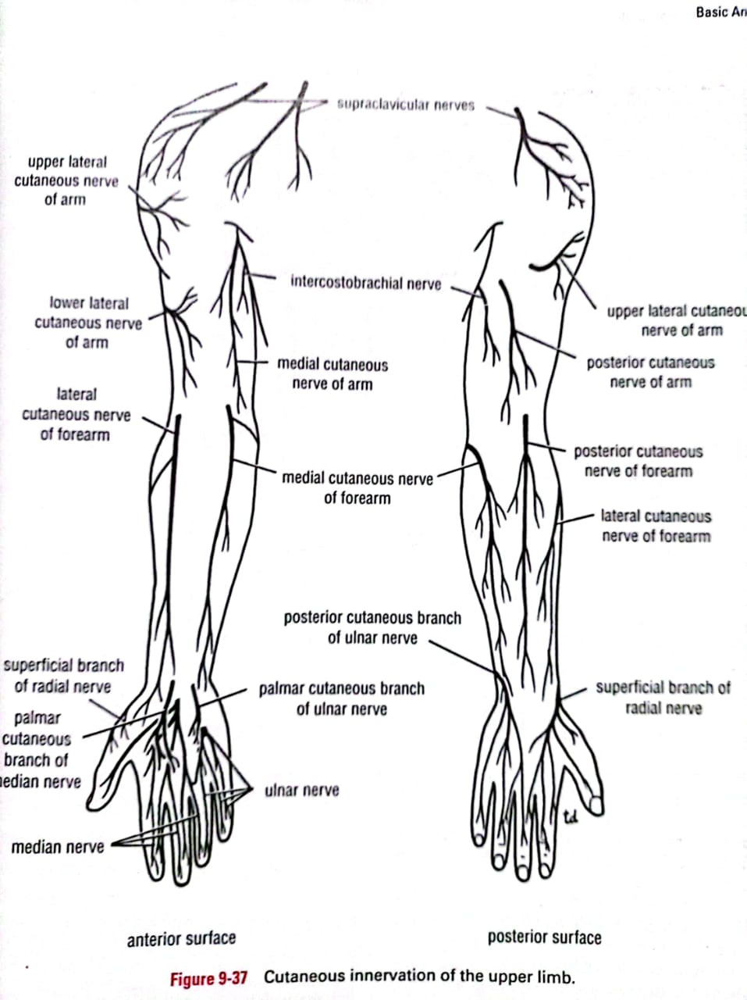 Basic An
supraclavicular nerves
upper lateral
cutaneous nerve
of arm
intercostobrachial nerve
lower lateral
cutaneous nerve
of arm
upper lateral cutaneou
nerve of arm
medial cutaneous
nerve of arm
posterior cutaneous
nerve of arm
lateral
cutaneous nerve
of forearm
posterior cutaneous
nerve of forearm
medial cutaneous nerve
of forearm
lateral cutaneous
nerve of forearm
posterior cutaneous branch
of ulnar nerve
superficial branch
of radial nerve
palmar cutaneous branch
of ulnar nerve
superficial branch of
radial nerve
palmar
cutaneous
branch of
edian nerve
ulnar nerve
td
median nerve
anterior surface
posterior surface
Figure 9-37 Cutaneous innervation of the upper limb.